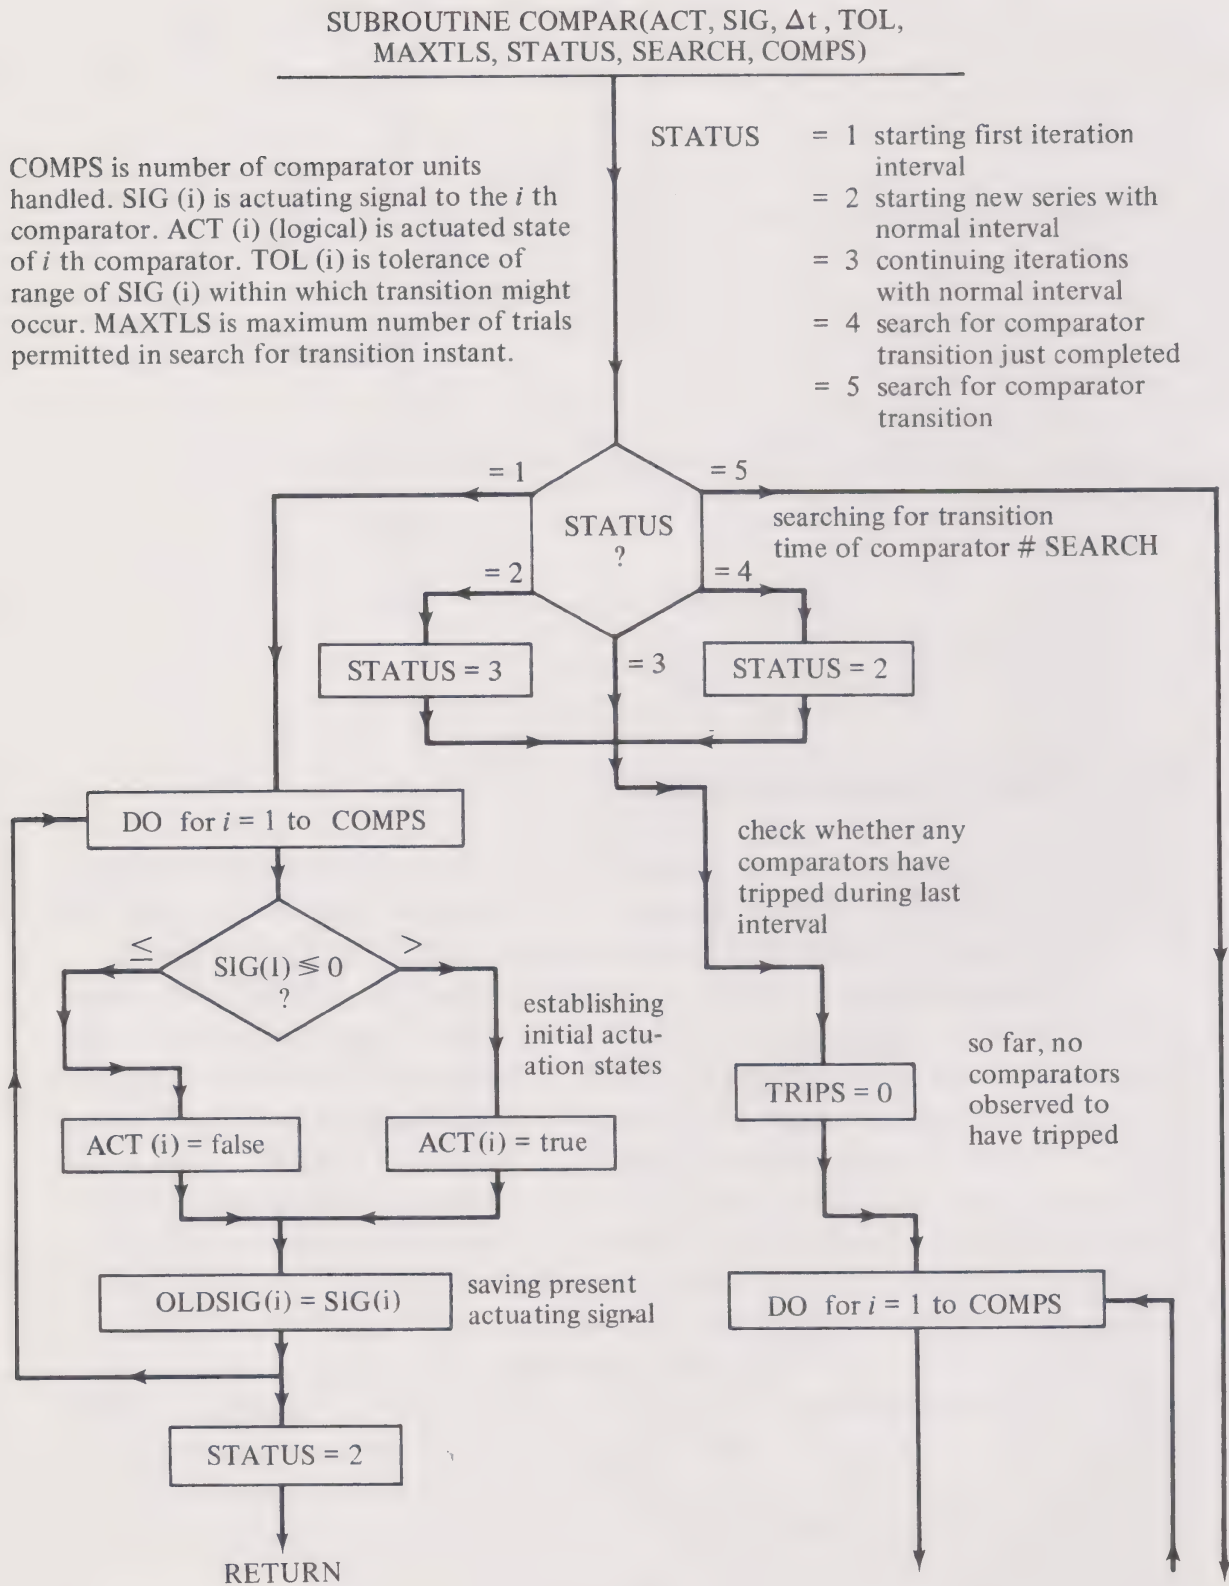 SUBROUTINE COMPAR(ACT, SIG, Δt , TOL,
MAXTLS, STATUS, SEARCH, COMPS)
COMPS is number of comparator units
handled. SIG (i) is actuating signal to the i th
comparator. ACT (i) (logical) is actuated state
of i th comparator. TOL (i) is tolerance of
range of SIG (i) within which transition might
occur. MAXTLS is maximum number of trials
permitted in search for transition instant.
STATUS = 1 starting first iteration
interval
= 2 starting new series with
normal interval
= 3 continuing iterations
with normal interval
= 4 search for comparator
transition just completed
= 5 search for comparator
transition
= 1
= 5
STATUS
?
searching for transition
time of comparator # SEARCH
= 2
= 4
STATUS = 3
= 3
STATUS = 2
DO for i = 1 to COMPS
check whether any
comparators have
tripped during last
interval
≤
>
SIG(1) ≶ 0
?
establishing
initial actu-
ation states
so far, no
comparators
observed to
have tripped
TRIPS = 0
ACT (i) = false
ACT (i) = true
OLDSIG(i) = SIG(i)
saving present
actuating signal
DO for i = 1 to COMPS
STATUS = 2
RETURN